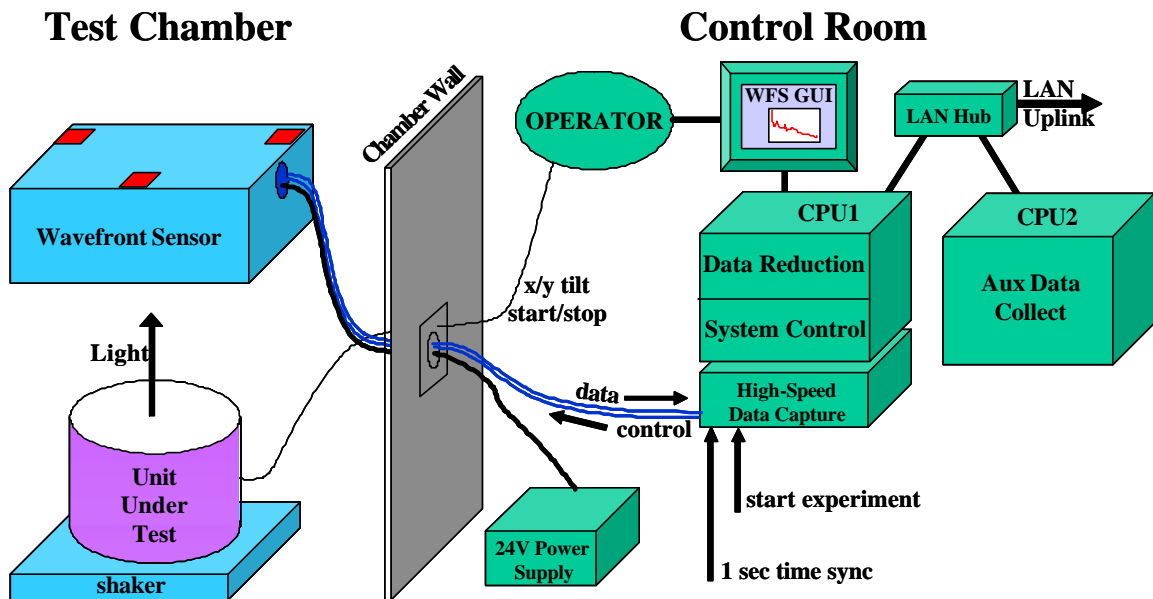 Test Chamber
Control Room
Chamber Wall
WFS GUI
OPERATOR
LAN Hub
LAN
Uplink
Wavefront Sensor
CPU1
CPU2
Data Reduction
System Control
Aux Data
Collect
x/y tilt
start/stop
Light
data
control
High-Speed
Data Capture
Unit
Under
Test
shaker
24V Power
Supply
start experiment
1 sec time sync